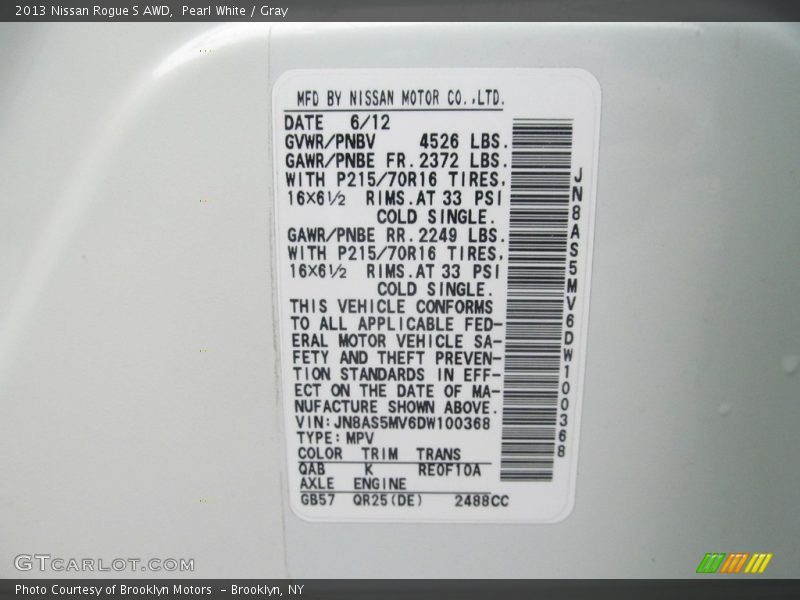 2013 Nissan Rogue S AWD,  Pearl White / Gray
MFD BY NISSAN MOTOR CO.,LTD.
DATE 6/12
GVWR/PNBV 4526 LBS.
GAWR/PNBE FR.2372 LBS.
WITH P215/70R16 TIRES,
16×6½ RIMS.AT 33 PSI
COLD SINGLE.
GAWR/PNBE RR.2249 LBS.
WITH P215/70R16 TIRES,
16×6½ RIMS.AT 33 PSI
COLD SINGLE.
THIS VEHICLE CONFORMS
TO ALL APPLICABLE FED-
ERAL MOTOR VEHICLE SA-
FETY AND THEFT PREVEN-
TION STANDARDS IN EFF-
ECT ON THE DATE OF MA-
NUFACTURE SHOWN ABOVE.
VIN:JN8AS5MV6DW100368
TYPE:MPV
COLOR TRIM TRANS
QAB K RE0F10A
AXLE ENGINE
GB57 QR25(DE) 2488CC
JN8AS5MV6DW100368
GTCARLOT.COM
Photo Courtesy of Brooklyn Motors  - Brooklyn, NY